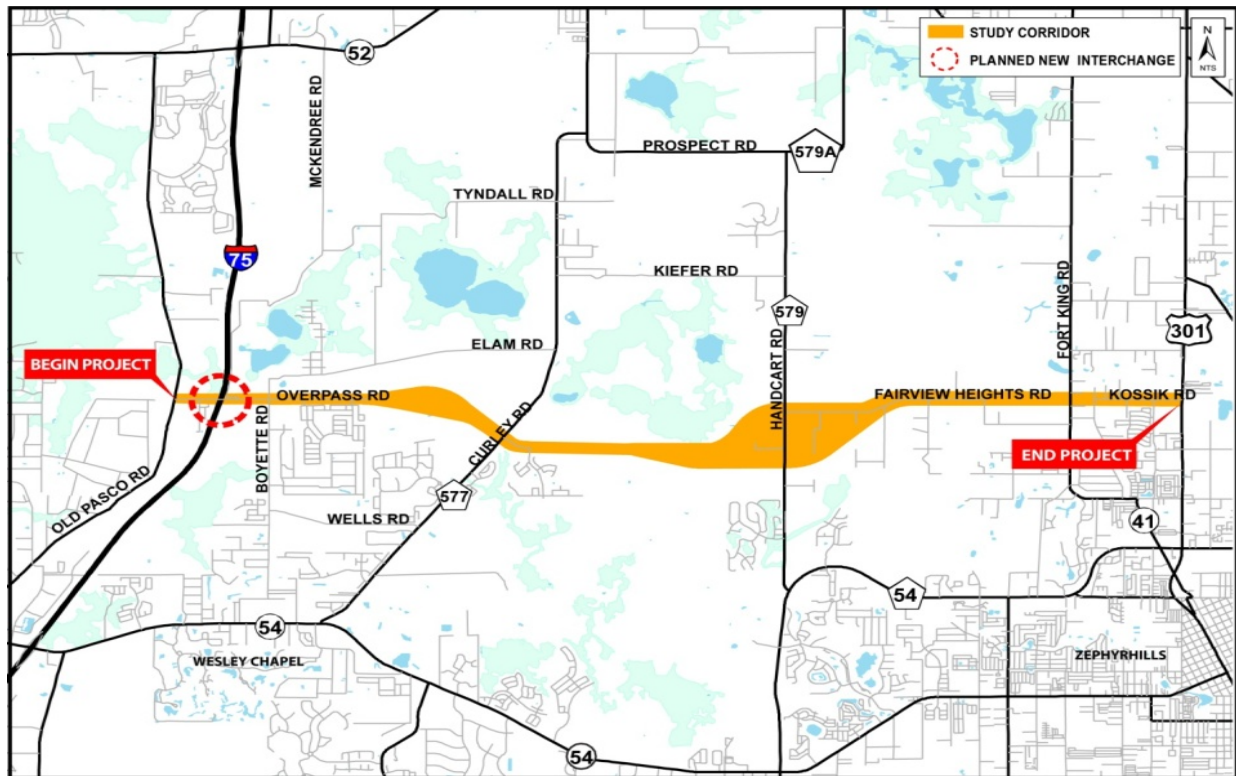 STUDY CORRIDOR
PLANNED NEW INTERCHANGE
N
NTS
52
MCKENDREE RD
PROSPECT RD
579A
TYNDALL RD
75
KIEFER RD
579
FORT KING RD
301
ELAM RD
BEGIN PROJECT
OVERPASS RD
HANDCART RD
FAIRVIEW HEIGHTS RD
KOSSIK RD
BOYETTE RD
CURLEY RD
END PROJECT
OLD PASCO RD
577
WELLS RD
41
54
54
WESLEY CHAPEL
ZEPHYRHILLS
54